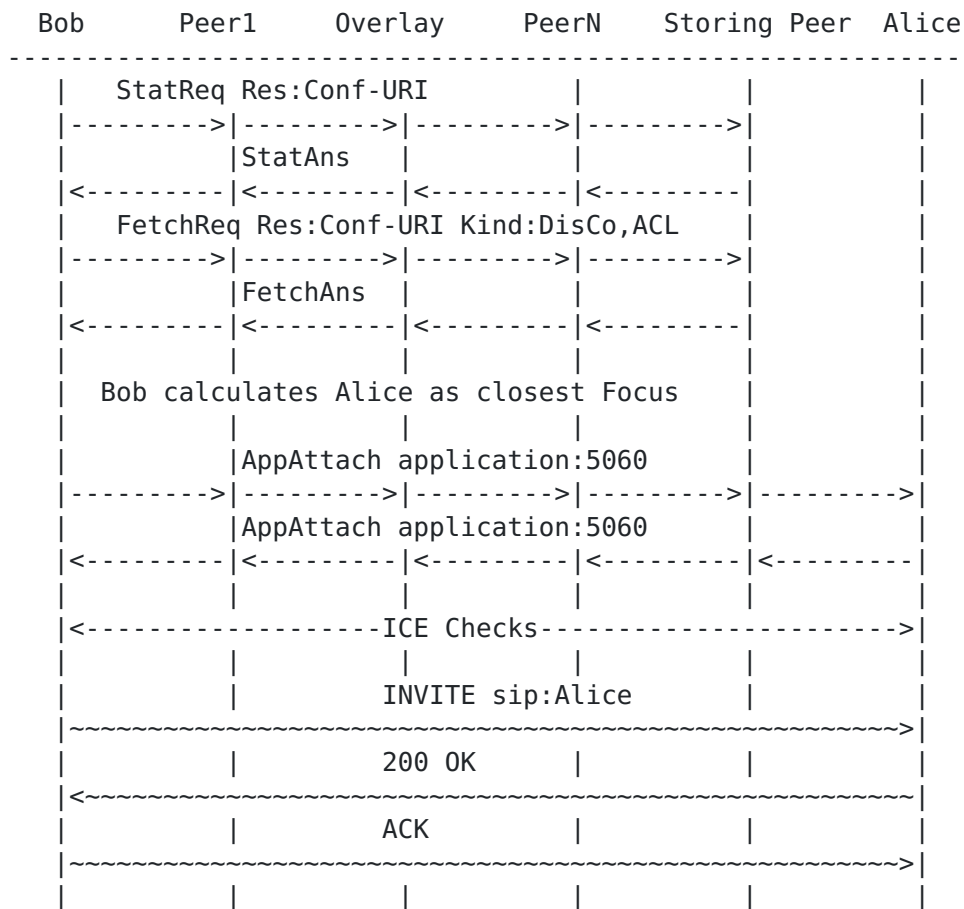 Bob Peer1 Overlay PeerN Storing Peer Alice
StatReq Res:Conf-URI
StatAns
FetchReq Res:Conf-URI Kind:DisCo,ACL
FetchAns
Bob calculates Alice as closest Focus
AppAttach application:5060
AppAttach application:5060
ICE Checks
INVITE sip:Alice
200 OK
ACK